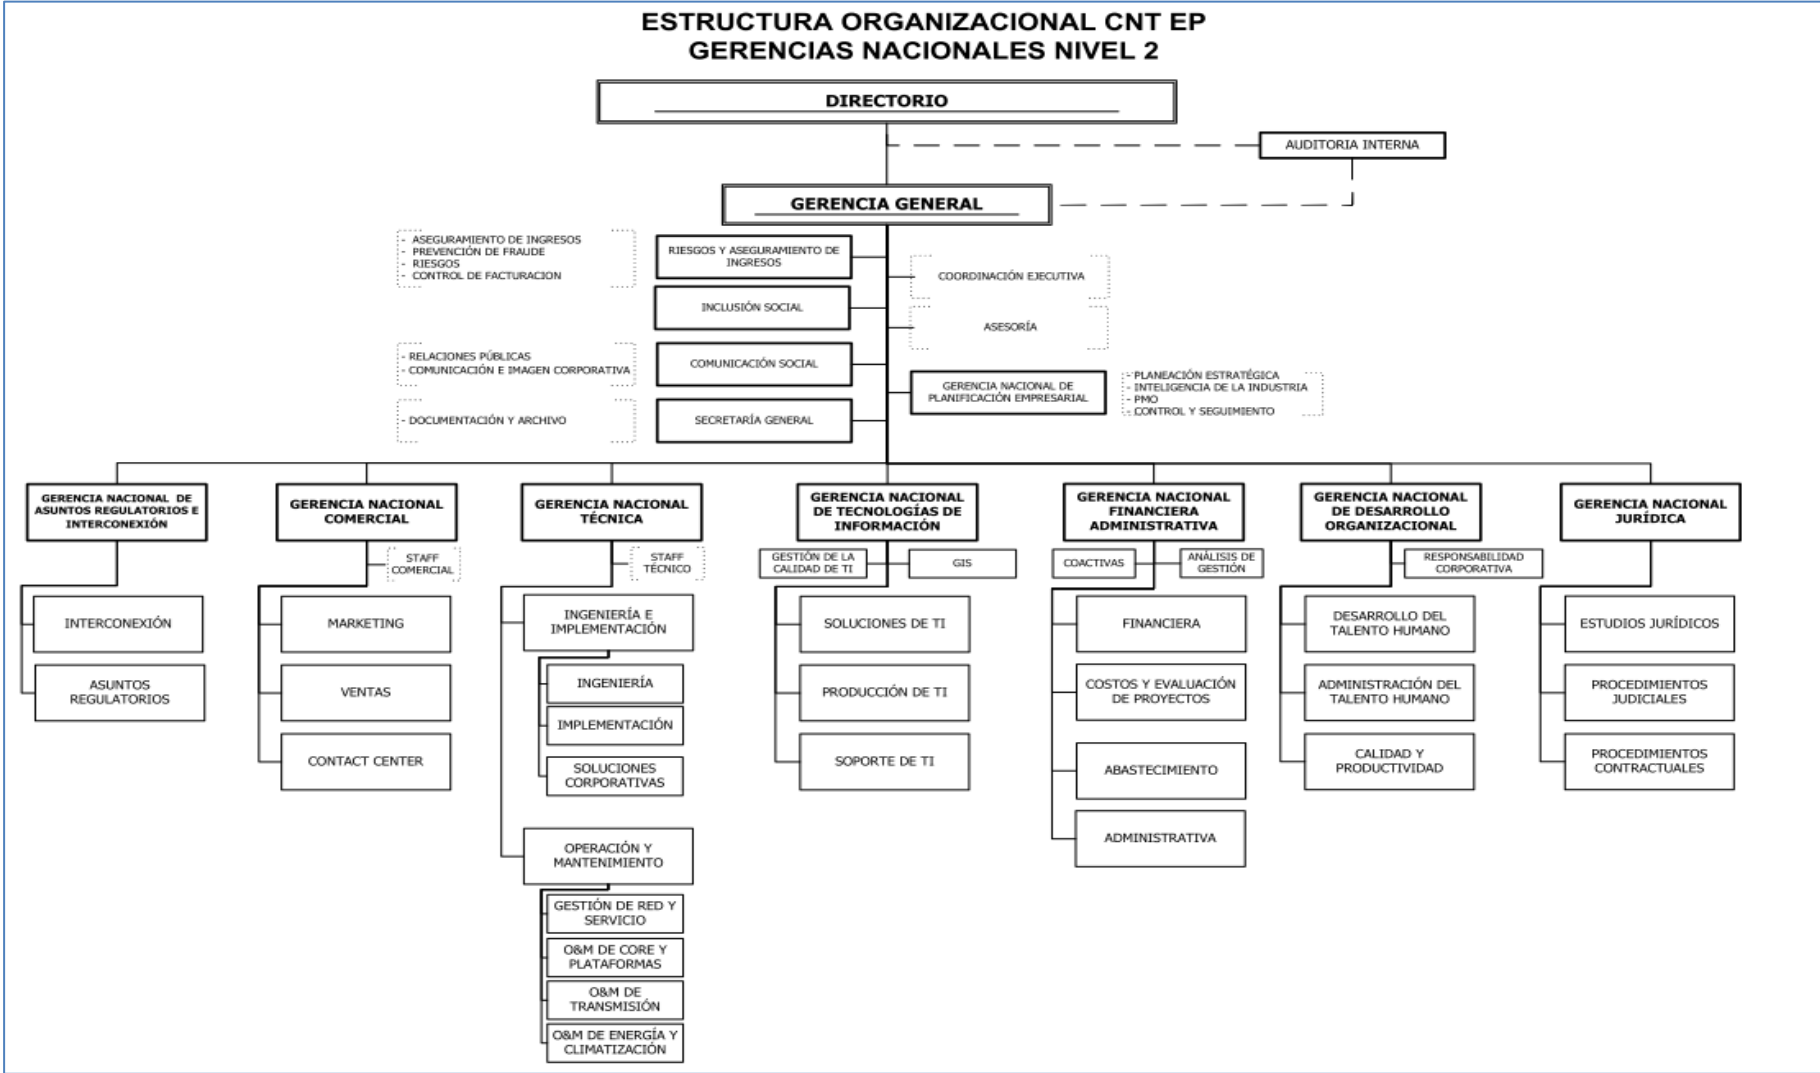 ESTRUCTURA ORGANIZACIONAL CNT EP
GERENCIAS NACIONALES NIVEL 2
DIRECTORIO
AUDITORIA INTERNA
GERENCIA GENERAL
- ASEGURAMIENTO DE INGRESOS
- PREVENCIÓN DE FRAUDE
- RIESGOS
- CONTROL DE FACTURACION
RIESGOS Y ASEGURAMIENTO DE
INGRESOS
COORDINACIÓN EJECUTIVA
INCLUSIÓN SOCIAL
ASESORÍA
- RELACIONES PÚBLICAS
- COMUNICACIÓN E IMAGEN CORPORATIVA
COMUNICACIÓN SOCIAL
GERENCIA NACIONAL DE
PLANIFICACIÓN EMPRESARIAL
- PLANEACIÓN ESTRATÉGICA
- INTELIGENCIA DE LA INDUSTRIA
- PMO
- CONTROL Y SEGUIMIENTO
- DOCUMENTACIÓN Y ARCHIVO
SECRETARÍA GENERAL
GERENCIA NACIONAL DE
ASUNTOS REGULATORIOS E
INTERCONEXIÓN
INTERCONEXIÓN
ASUNTOS
REGULATORIOS
GERENCIA NACIONAL
COMERCIAL
STAFF
COMERCIAL
MARKETING
VENTAS
CONTACT CENTER
GERENCIA NACIONAL
TÉCNICA
STAFF
TÉCNICO
INGENIERÍA E
IMPLEMENTACIÓN
INGENIERÍA
IMPLEMENTACIÓN
SOLUCIONES
CORPORATIVAS
OPERACIÓN Y
MANTENIMIENTO
GESTIÓN DE RED Y
SERVICIO
O&M DE CORE Y
PLATAFORMAS
O&M DE
TRANSMISIÓN
O&M DE ENERGÍA Y
CLIMATIZACIÓN
GERENCIA NACIONAL
DE TECNOLOGÍAS DE
INFORMACIÓN
GESTIÓN DE LA
CALIDAD DE TI
GIS
SOLUCIONES DE TI
PRODUCCIÓN DE TI
SOPORTE DE TI
GERENCIA NACIONAL
FINANCIERA
ADMINISTRATIVA
COACTIVAS
ANÁLISIS DE
GESTIÓN
FINANCIERA
COSTOS Y EVALUACIÓN
DE PROYECTOS
ABASTECIMIENTO
ADMINISTRATIVA
GERENCIA NACIONAL
DE DESARROLLO
ORGANIZACIONAL
RESPONSABILIDAD
CORPORATIVA
DESARROLLO DEL
TALENTO HUMANO
ADMINISTRACIÓN DEL
TALENTO HUMANO
CALIDAD Y
PRODUCTIVIDAD
GERENCIA NACIONAL
JURÍDICA
ESTUDIOS JURÍDICOS
PROCEDIMIENTOS
JUDICIALES
PROCEDIMIENTOS
CONTRACTUALES